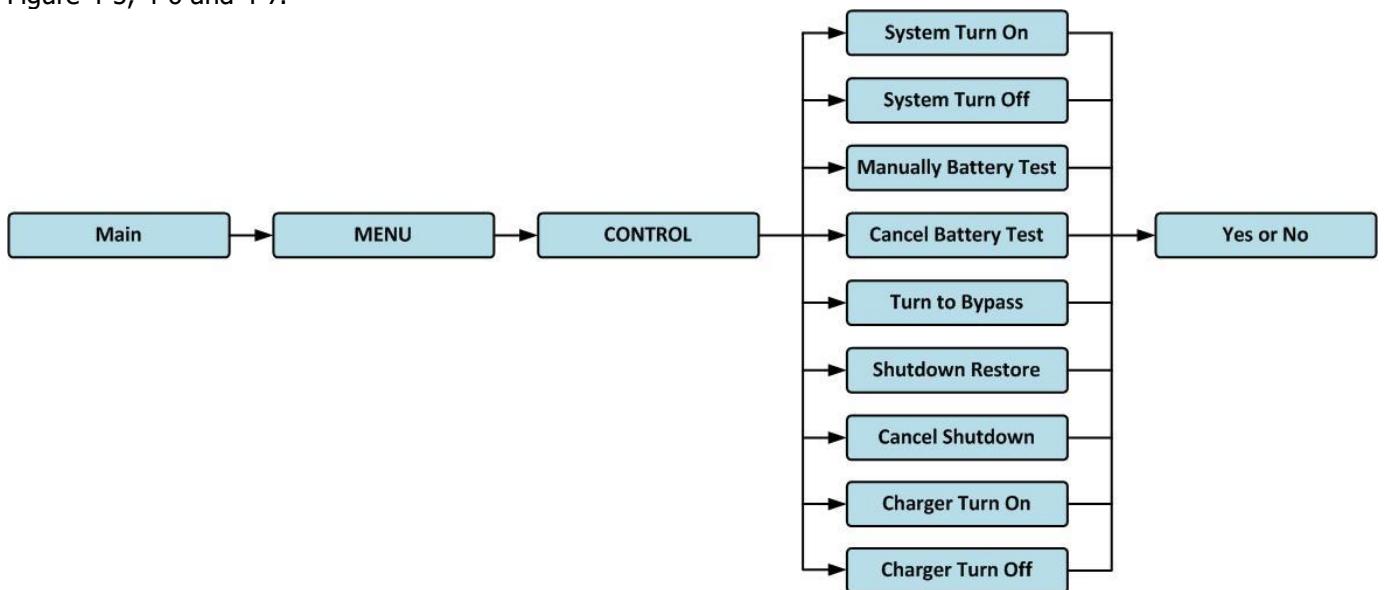 Figure 4-5, 4-6 and 4-7.
System Turn On
System Turn Off
Manually Battery Test
Main
MENU
CONTROL
Cancel Battery Test
Yes or No
Turn to Bypass
Shutdown Restore
Cancel Shutdown
Charger Turn On
Charger Turn Off